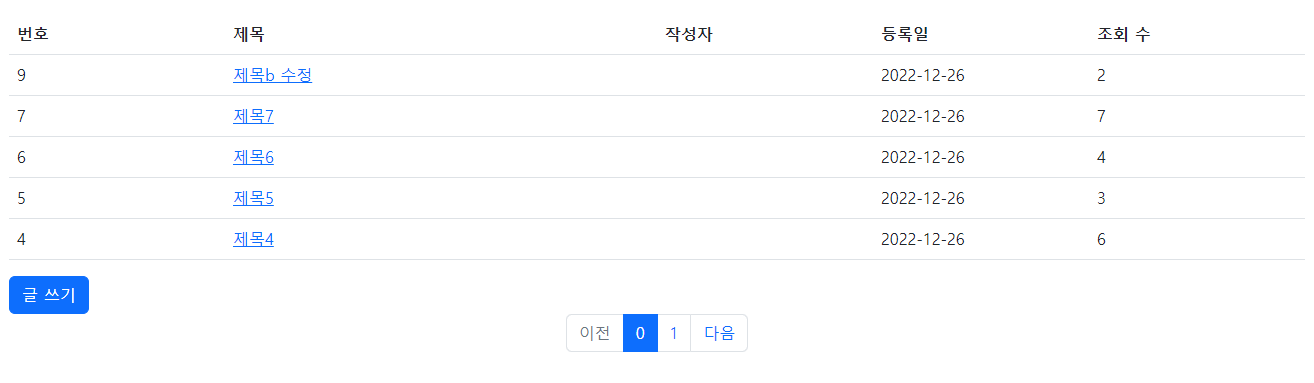 번호 제목 작성자 등록일 조회 수
9 제목b 수정 2022-12-26 2
7 제목7 2022-12-26 7
6 제목6 2022-12-26 4
5 제목5 2022-12-26 3
4 제목4 2022-12-26 6
글 쓰기
이전 0 1 다음